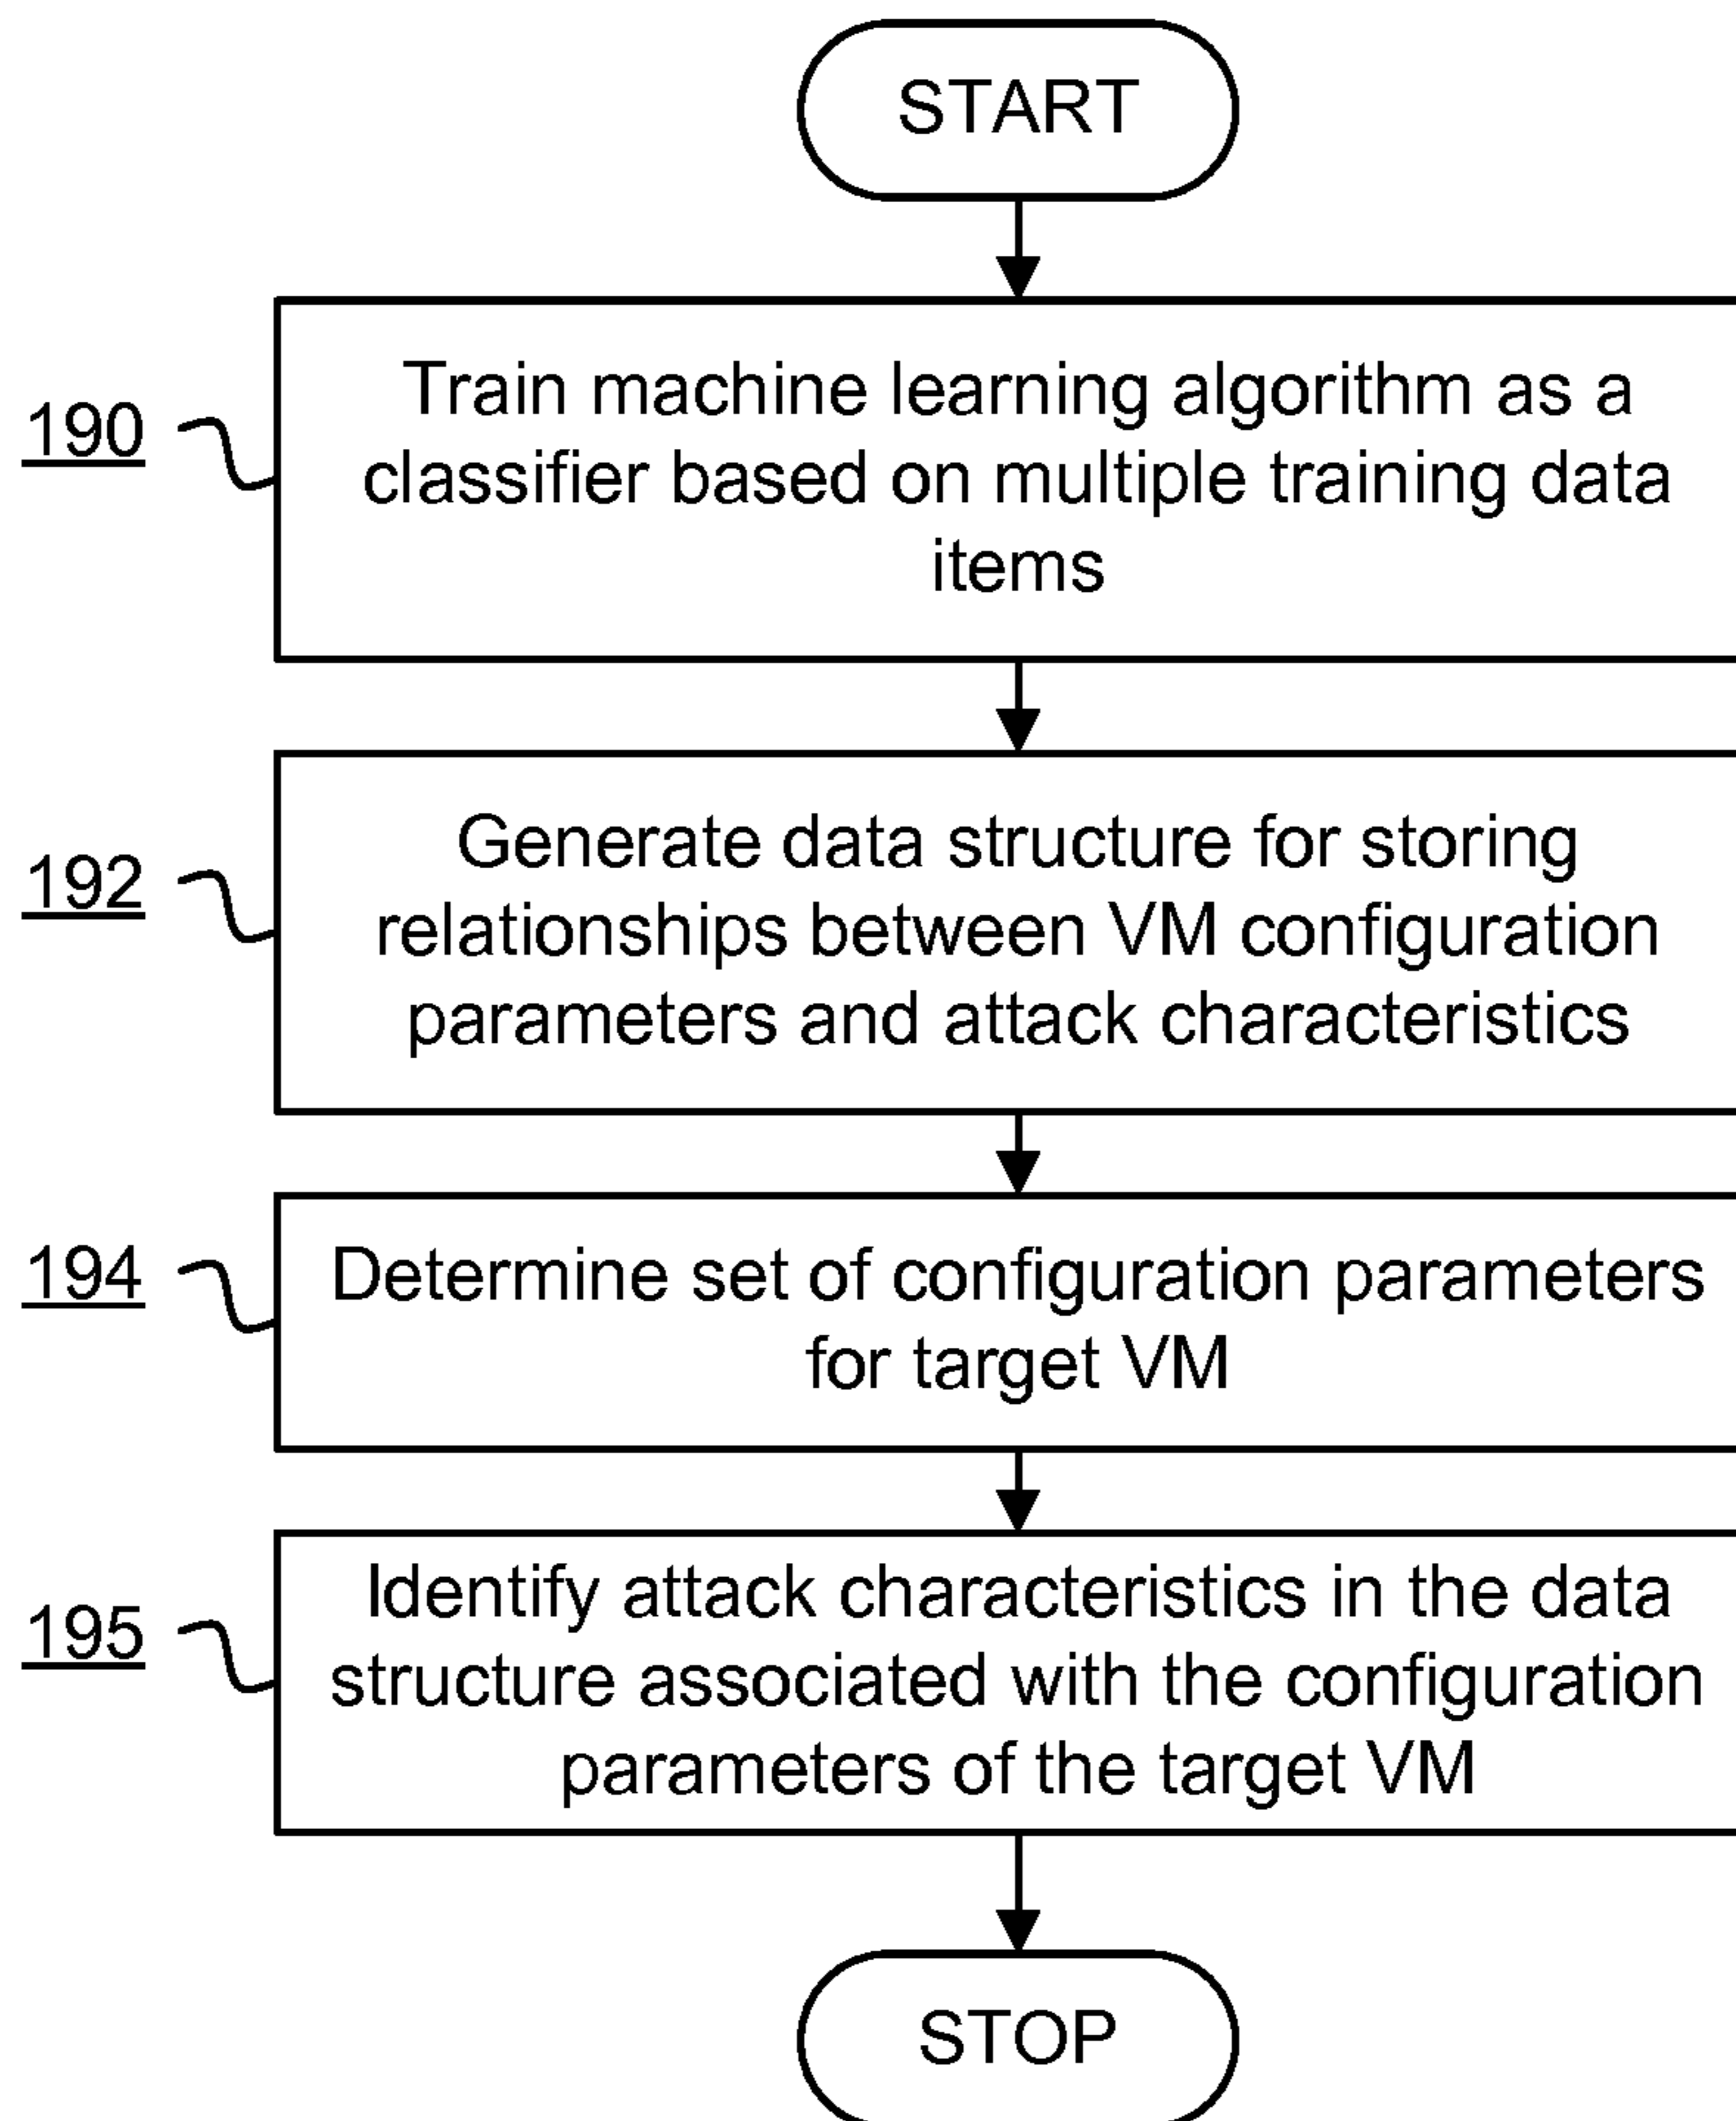 START
190
Train machine learning algorithm as a
classifier based on multiple training data
items
192
Generate data structure for storing
relationships between VM configuration
parameters and attack characteristics
194
Determine set of configuration parameters
for target VM
195
Identify attack characteristics in the data
structure associated with the configuration
parameters of the target VM
STOP